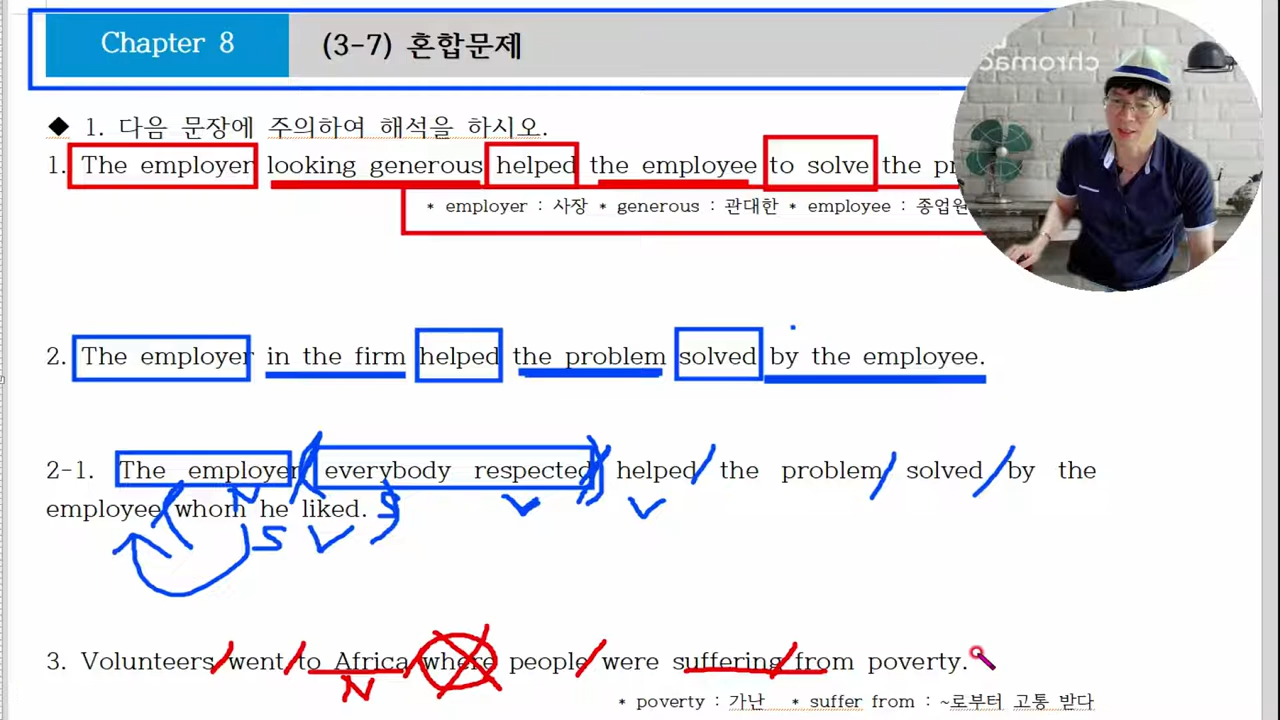 Chapter 8
(3-7) 혼합문제
chromac
◆ 1. 다음 문장에 주의하여 해석을 하시오.
1. The employer looking generous helped the employee to solve the
* employer : 사장 * generous : 관대한 * employee : 종업원
2. The employer in the firm helped the problem solved by the employee.
2-1. The employer everybody respected helped the problem solved by the
N V V S
employee whom he liked.
S V
3. Volunteers went to Africa where people were suffering from poverty.
N
* poverty : 가난 * suffer from : ~로부터 고통 받다